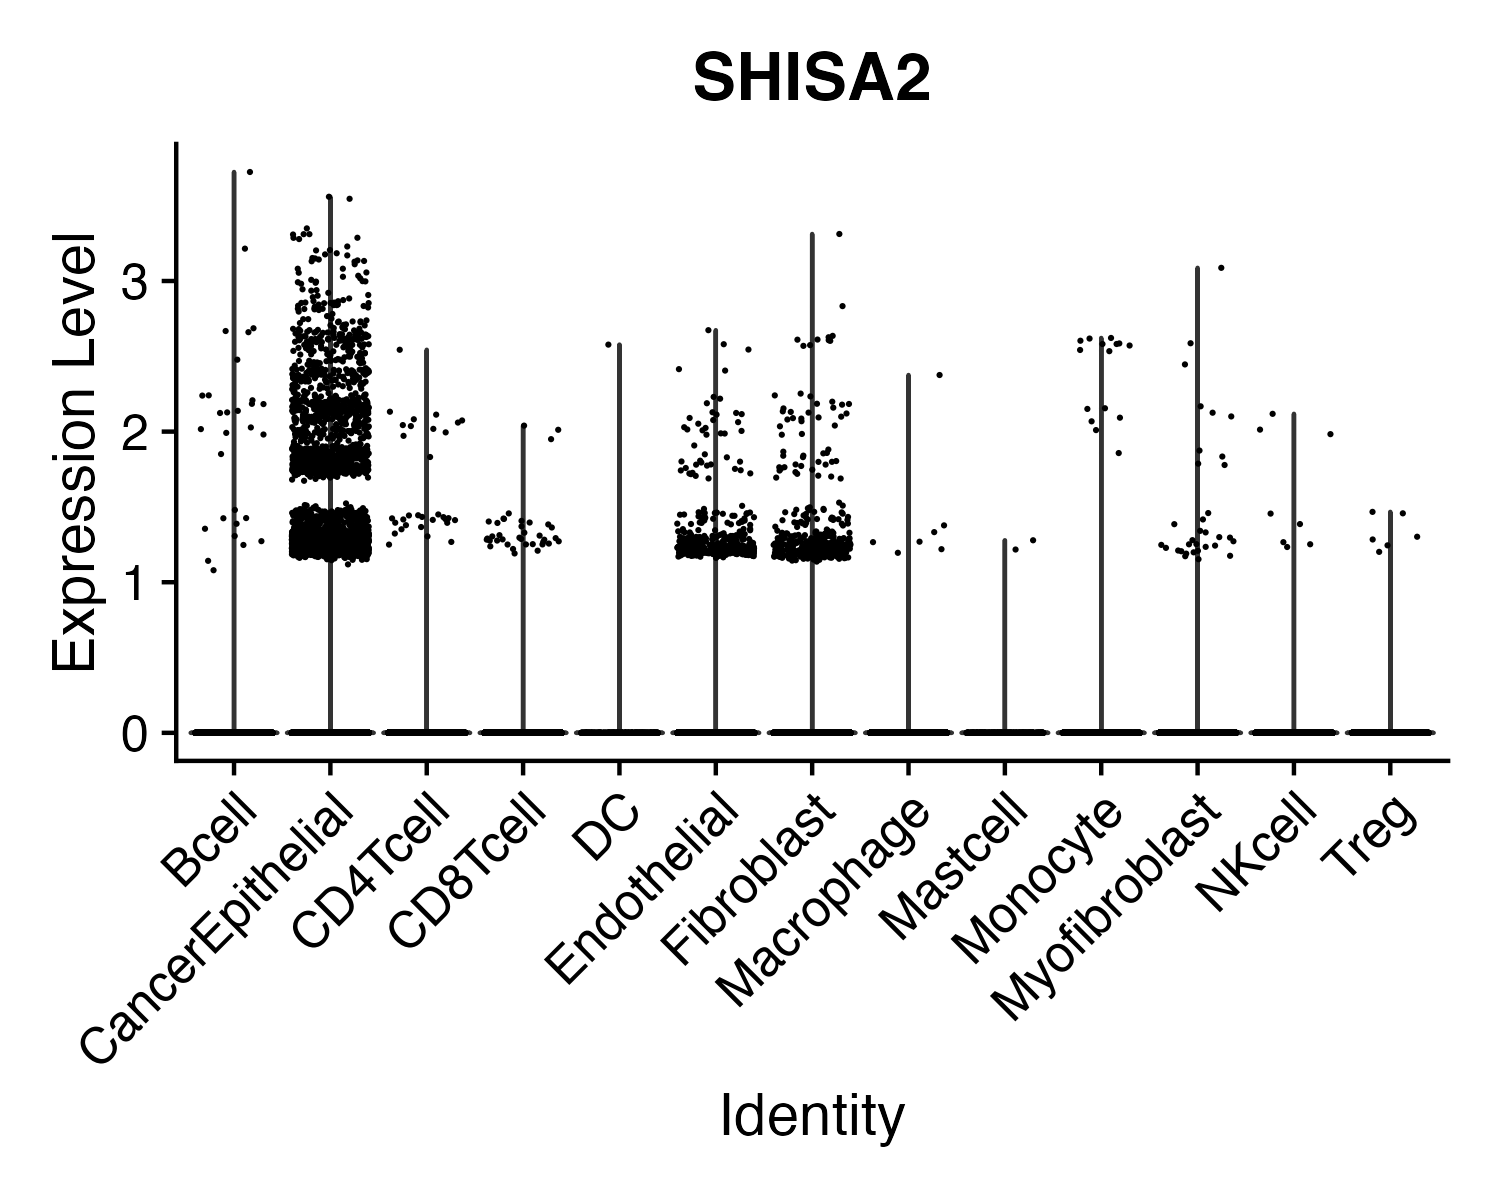 SHISA2
Expression Level
3
2
1
0
Bcell
CancerEpithelial
CD4Tcell
CD8Tcell
DC
Endothelial
Fibroblast
Macrophage
Mastcell
Monocyte
Myofibroblast
NKcell
Treg
Identity